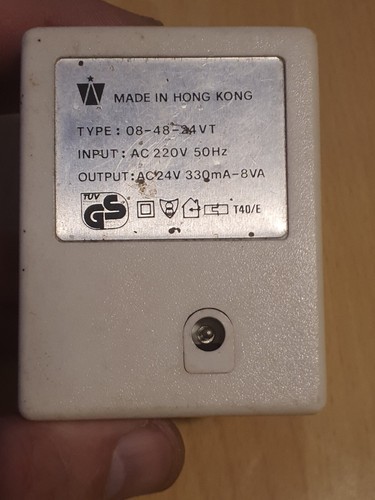 MADE IN HONG KONG
TYPE: 08-48-24VT
INPUT: AC 220V 50Hz
OUTPUT: AC24V 330mA-8VA
TÜV
GS
T40/E